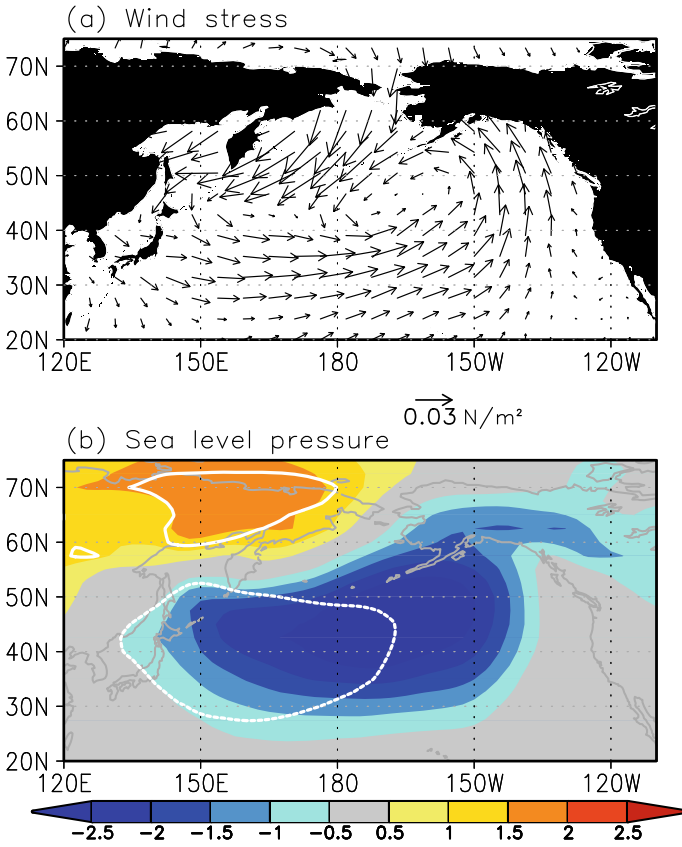 (a) Wind stress
70N
60N
50N
40N
30N
20N
120E 150E 180 150W 120W
0.03 N/m²
(b) Sea level pressure
70N
60N
50N
40N
30N
20N
120E 150E 180 150W 120W
-2.5 -2 -1.5 -1 -0.5 0.5 1 1.5 2 2.5